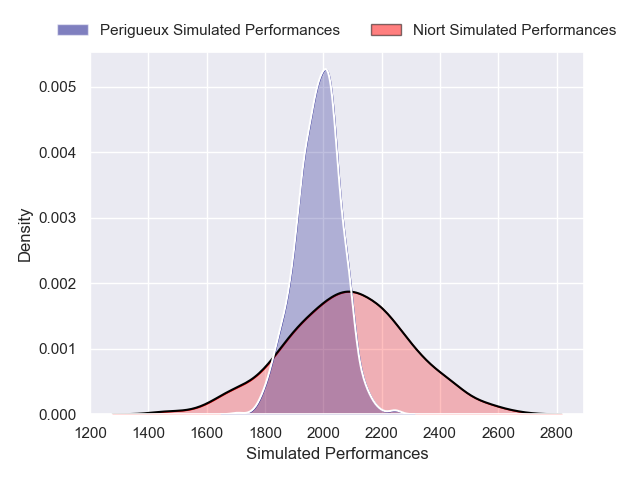 Perigueux Simulated Performances
Niort Simulated Performances
0.005
0.004
0.003
0.002
0.001
0.000
Density
1200 1400 1600 1800 2000 2200 2400 2600 2800
Simulated Performances